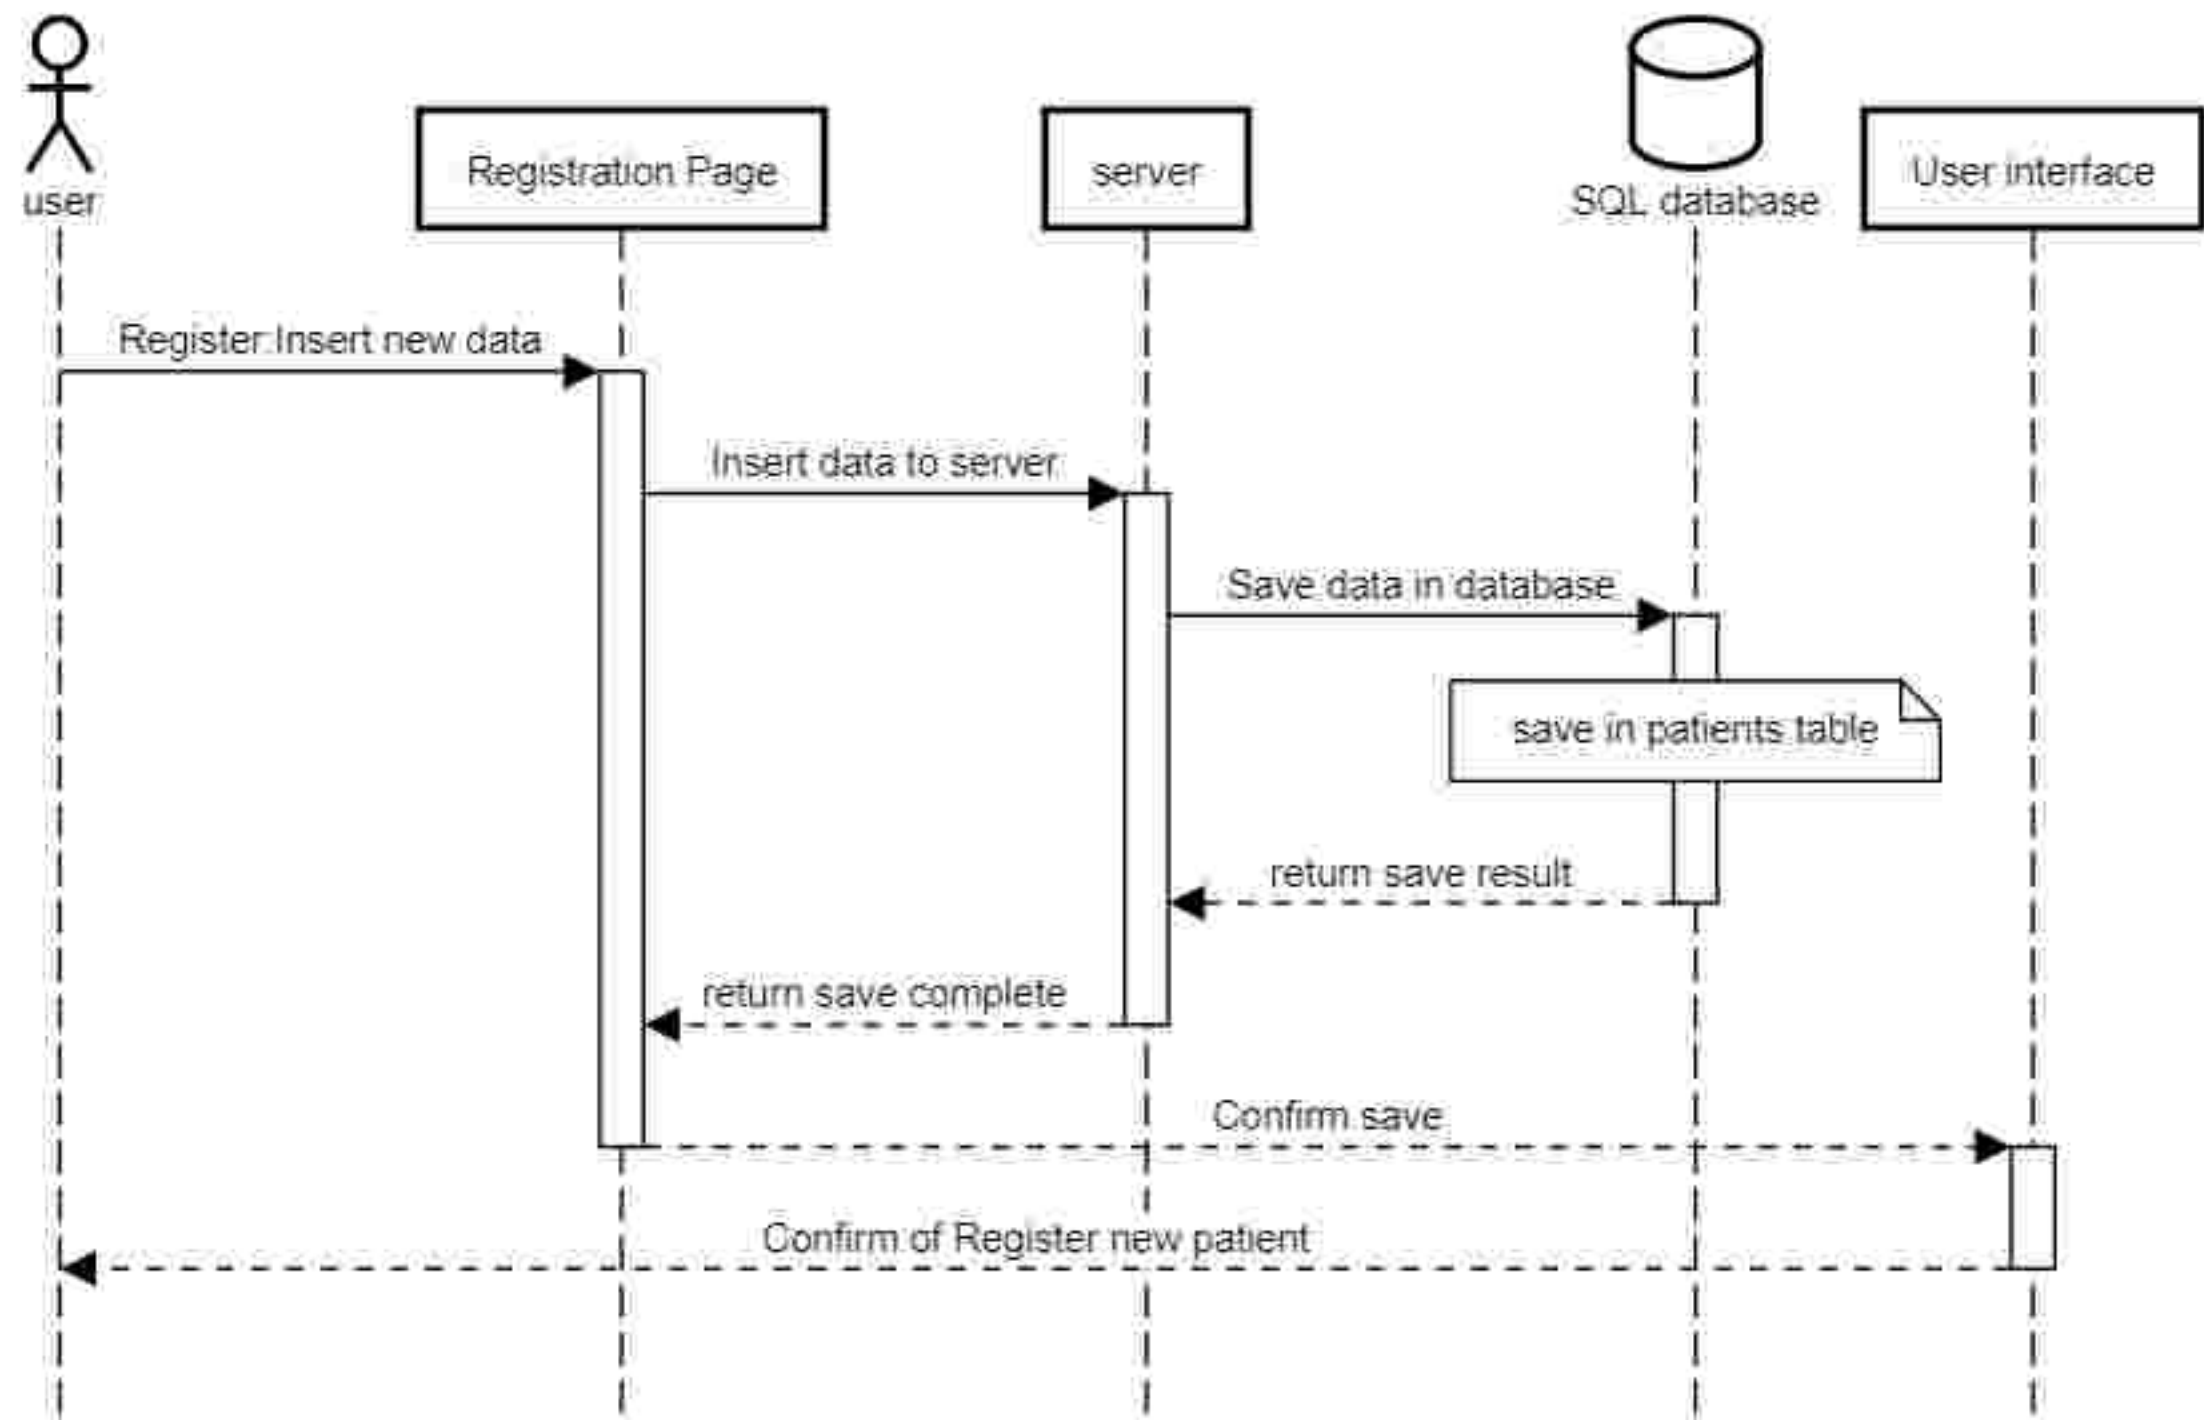 user
Registration Page
server
SQL database
User interface
Register:Insert new data
Insert data to server
Save data in database
save in patients table
return save result
return save complete
Confirm save
Confirm of Register new patient